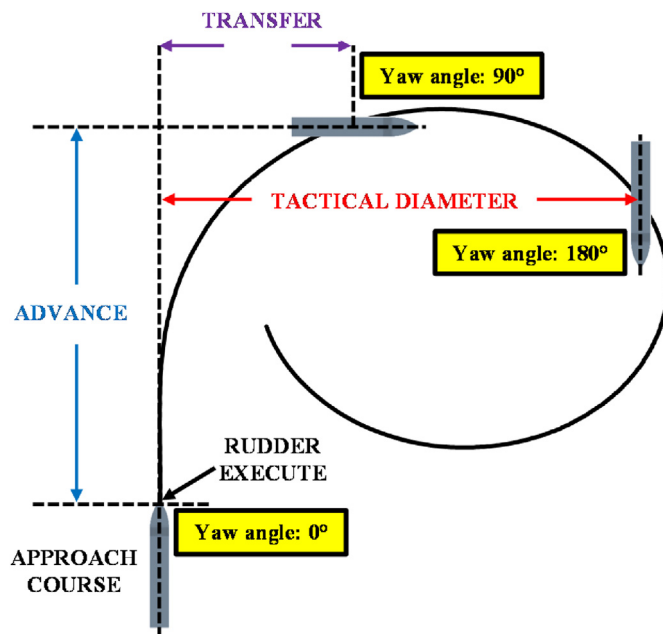 TRANSFER
Yaw angle: 90°
TACTICAL DIAMETER
Yaw angle: 180°
ADVANCE
RUDDER
EXECUTE
Yaw angle: 0°
APPROACH
COURSE